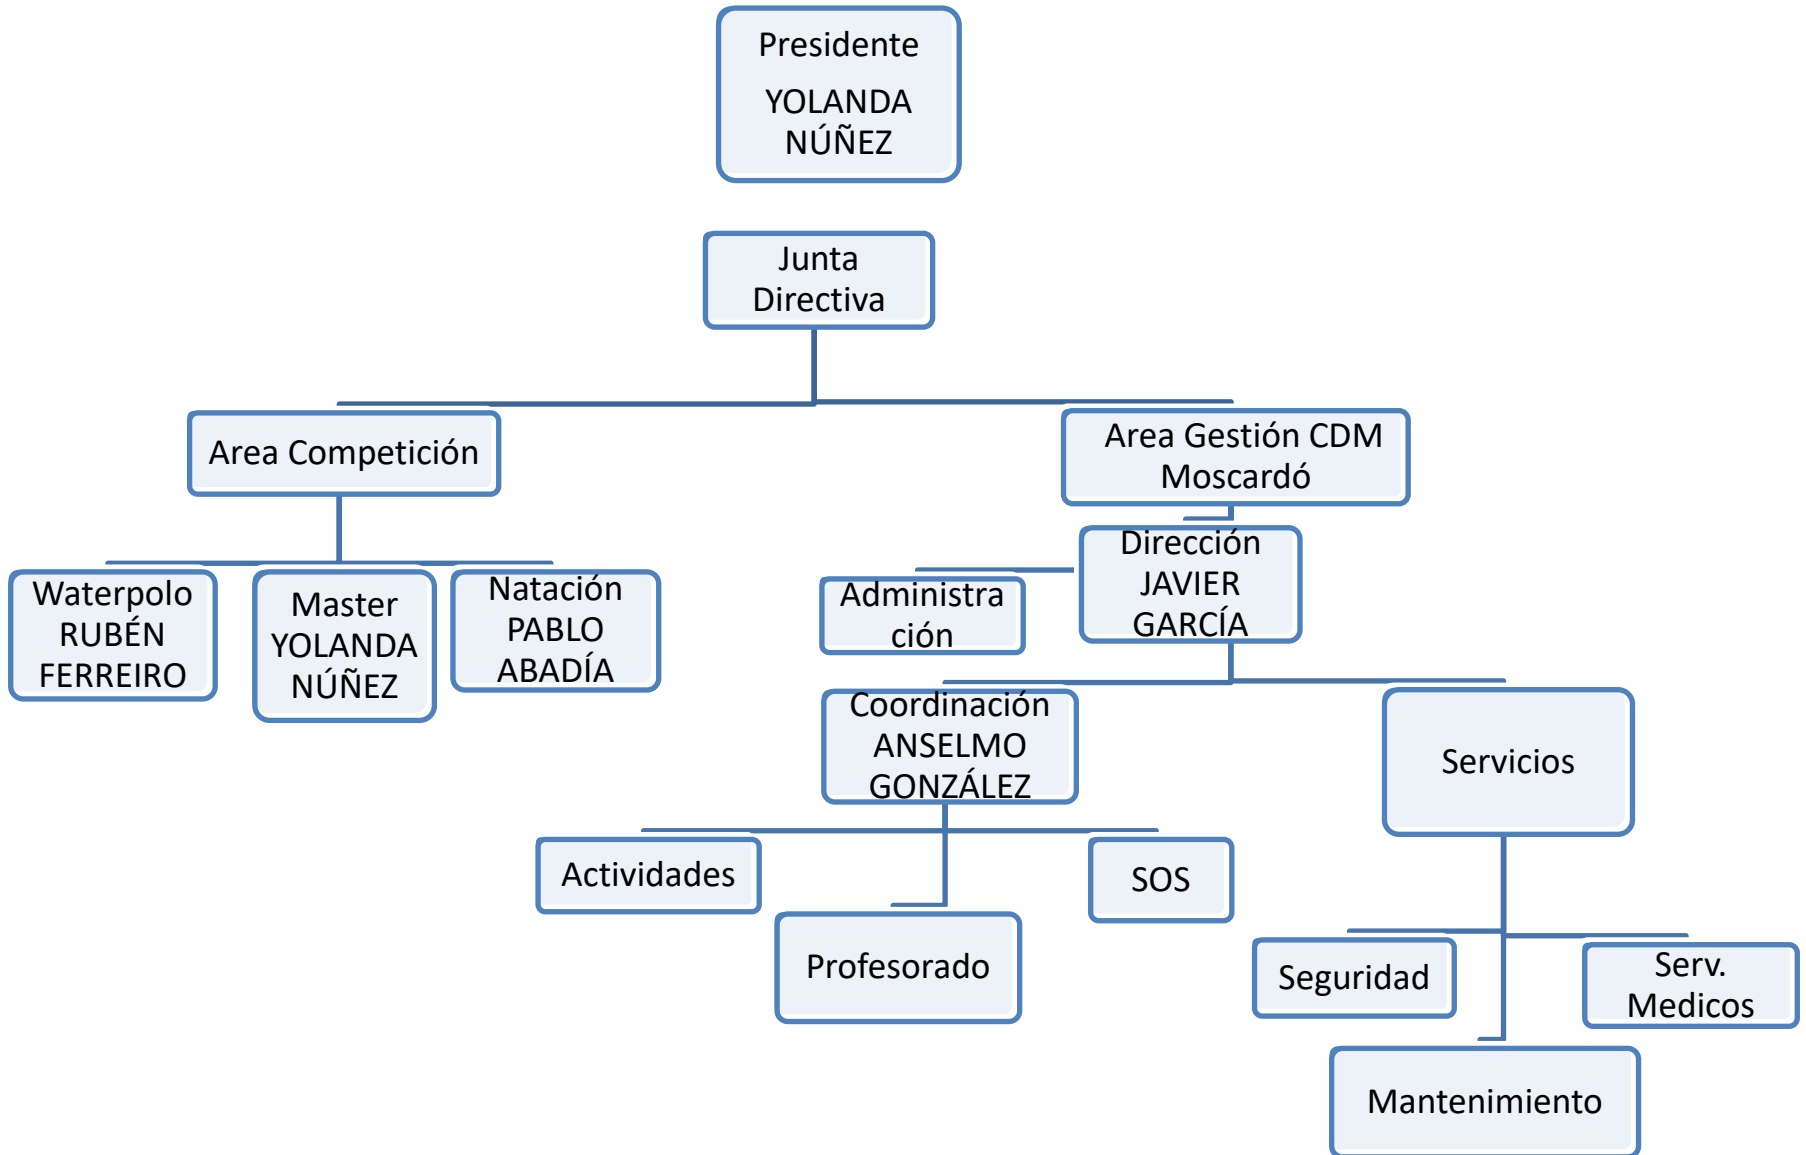 Presidente
YOLANDA
NÚÑEZ
Junta
Directiva
Area Competición
Area Gestión CDM
Moscardó
Waterpolo
RUBÉN
FERREIRO
Master
YOLANDA
NÚÑEZ
Natación
PABLO
ABADÍA
Administra
ción
Dirección
JAVIER
GARCÍA
Coordinación
ANSELMO
GONZÁLEZ
Servicios
Actividades
Profesorado
SOS
Seguridad
Serv.
Medicos
Mantenimiento